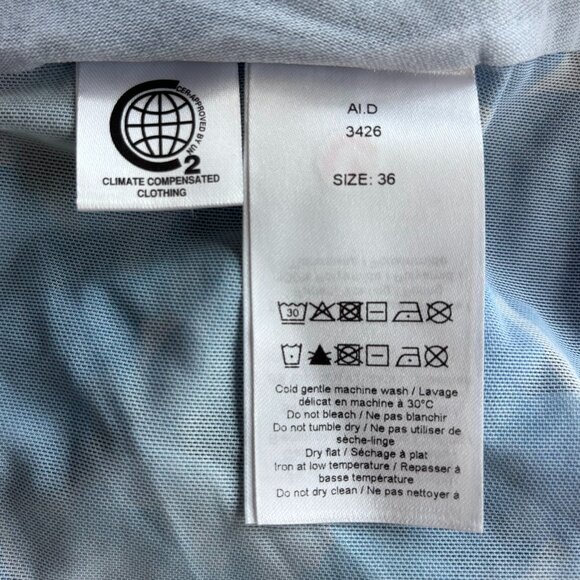 CER-APPROVED BY UN
2
CLIMATE COMPENSATED
CLOTHING
AI.D
3426
SIZE: 36
30
Cold gentle machine wash / Lavage
délicat en machine à 30°C
Do not bleach / Ne pas blanchir
Do not tumble dry / Ne pas utiliser de
sèche-linge
Dry flat / Séchage à plat
Iron at low temperature / Repasser à
basse température
Do not dry clean / Ne pas nettoyer à